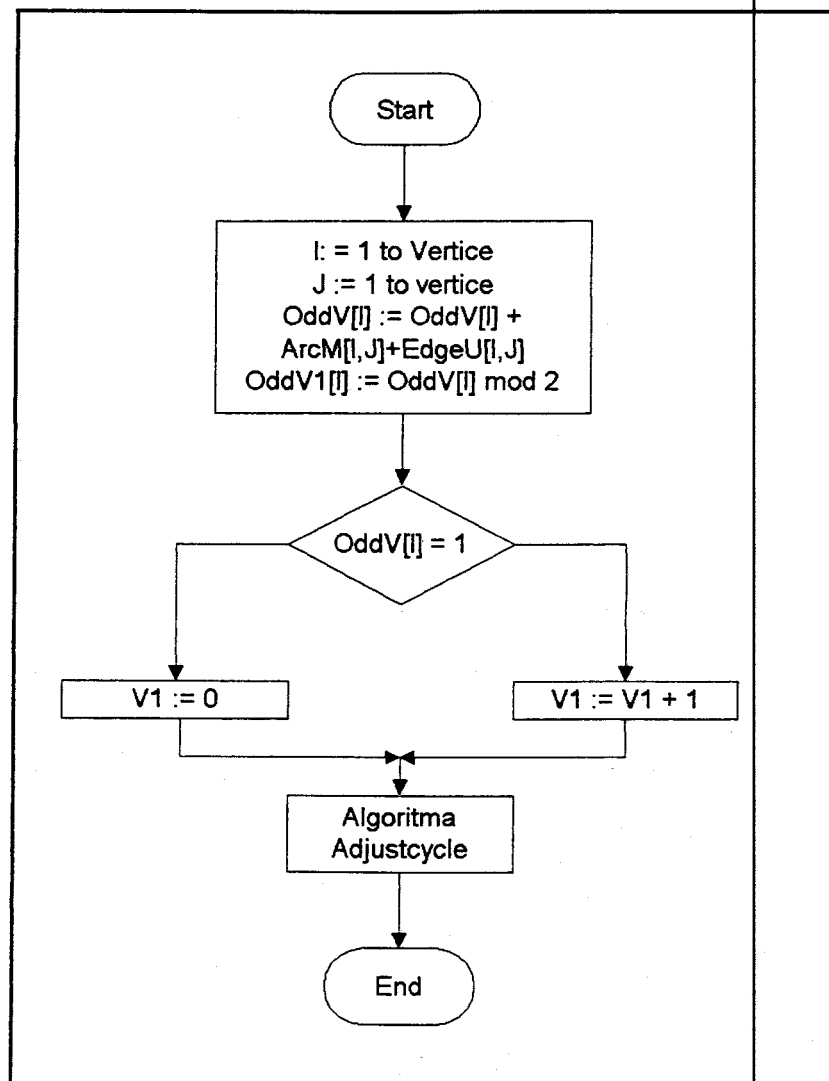 Start
I: = 1 to Vertice
J := 1 to vertice
OddV[I] := OddV[I] +
ArcM[I,J]+EdgeU[I,J]
OddV1[I] := OddV[I] mod 2
OddV[I] = 1
V1 := 0
V1 := V1 + 1
Algoritma
Adjustcycle
End